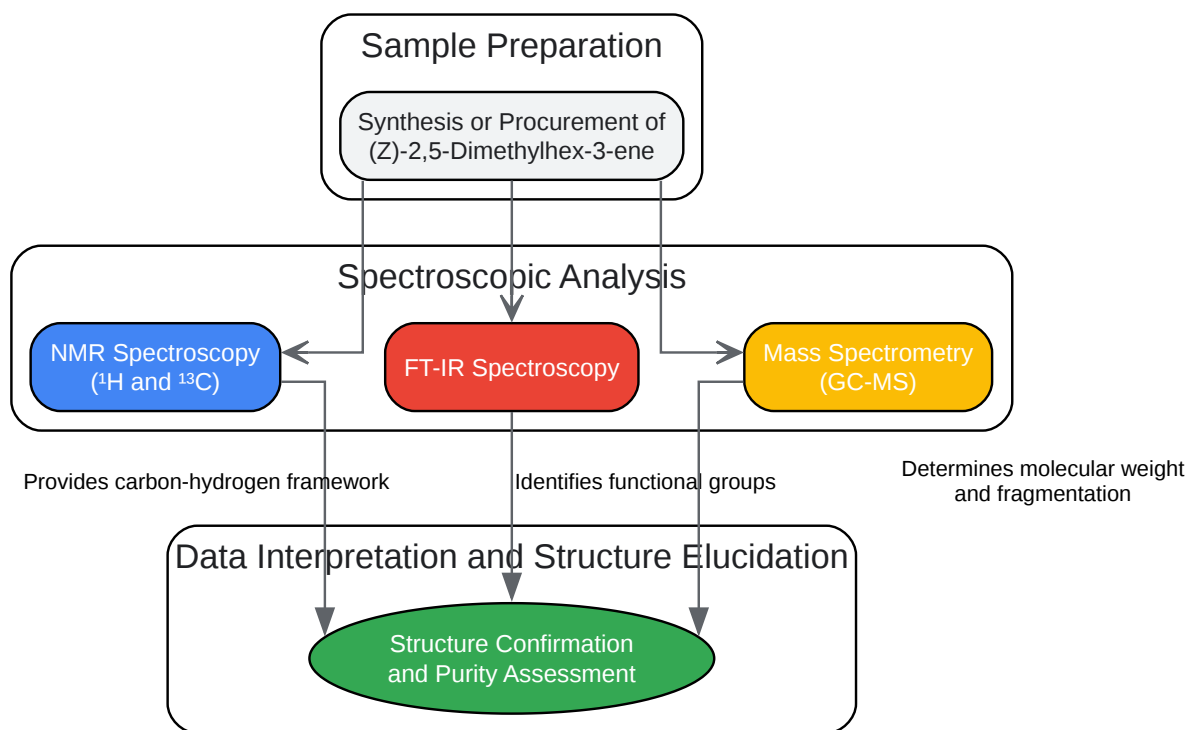 Sample Preparation
Synthesis or Procurement of
(Z)-2,5-Dimethylhex-3-ene
Spectroscopic Analysis
NMR Spectroscopy
(¹H and ¹³C)
FT-IR Spectroscopy
Mass Spectrometry
(GC-MS)
Provides carbon-hydrogen framework
Identifies functional groups
Determines molecular weight
and fragmentation
Data Interpretation and Structure Elucidation
Structure Confirmation
and Purity Assessment